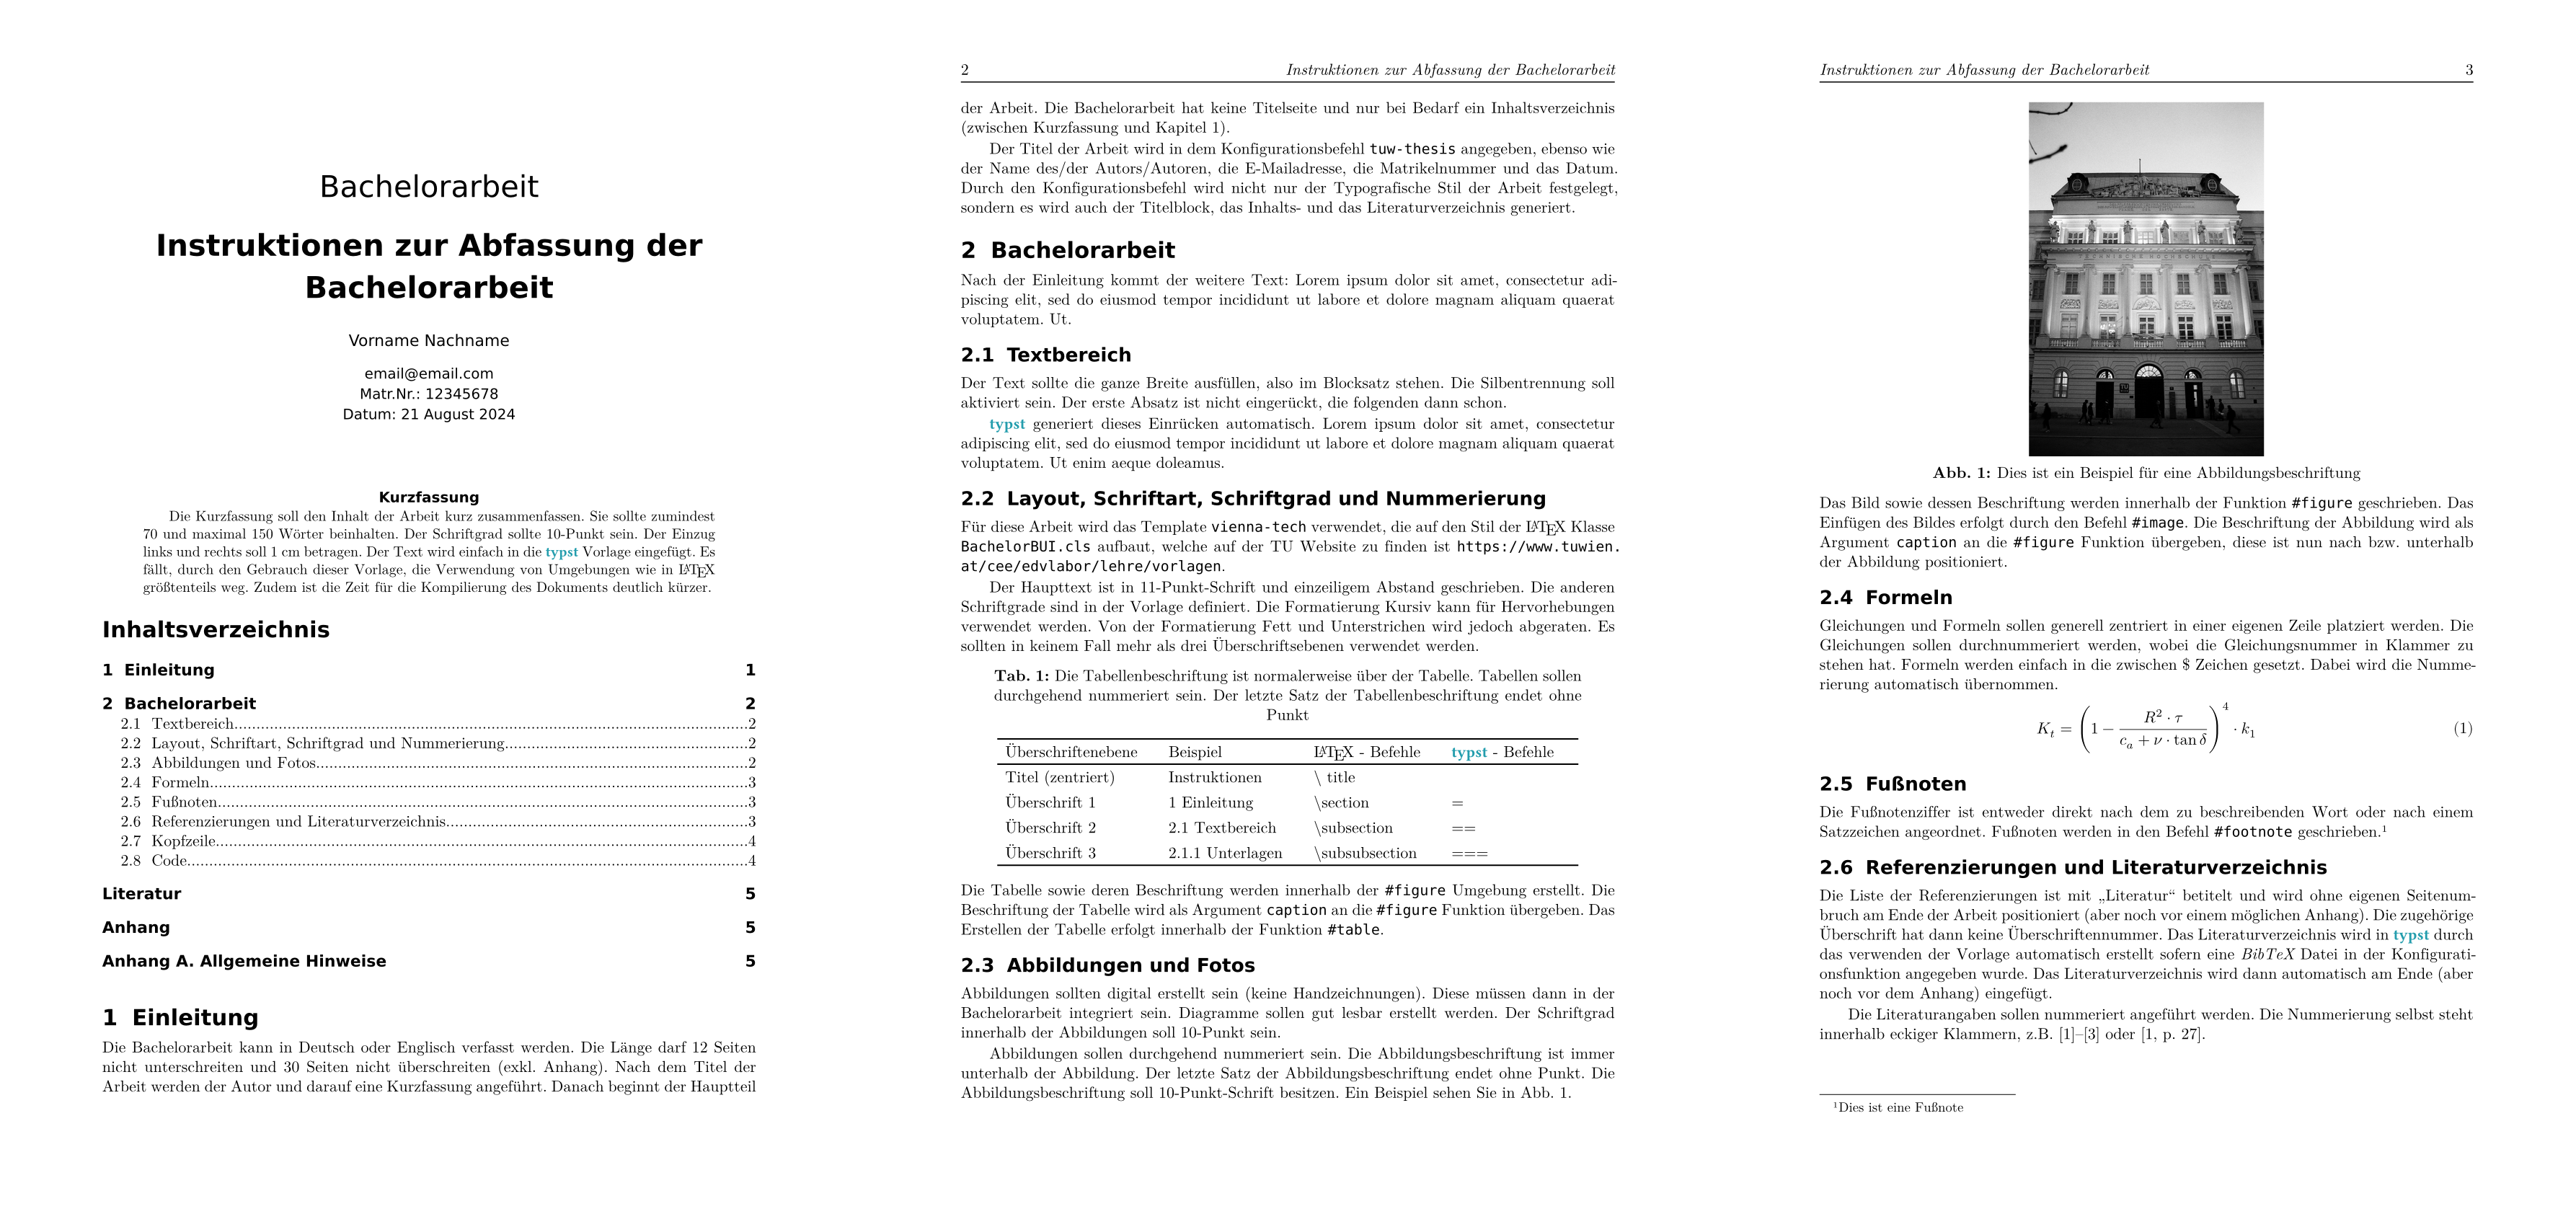 Bachelorarbeit
Instruktionen zur Abfassung der
Bachelorarbeit
Vorname Nachname
email@email.com
Matr.Nr.: 12345678
Datum: 21 August 2024
Kurzfassung
Die Kurzfassung soll den Inhalt der Arbeit kurz zusammenfassen. Sie sollte zumindest
70 und maximal 150 Wörter beinhalten. Der Schriftgrad sollte 10-Punkt sein. Der Einzug
links und rechts soll 1 cm betragen. Der Text wird einfach in die typst Vorlage eingefügt. Es
fällt, durch den Gebrauch dieser Vorlage, die Verwendung von Umgebungen wie in LATEX
größtenteils weg. Zudem ist die Zeit für die Kompilierung des Dokuments deutlich kürzer.
Inhaltsverzeichnis
1 Einleitung 1
2 Bachelorarbeit 2
2.1 Textbereich...2
2.2 Layout, Schriftart, Schriftgrad und Nummerierung...2
2.3 Abbildungen und Fotos...2
2.4 Formeln...3
2.5 Fußnoten...3
2.6 Referenzierungen und Literaturverzeichnis...3
2.7 Kopfzeile...4
2.8 Code...4
Literatur 5
Anhang 5
Anhang A. Allgemeine Hinweise 5
1 Einleitung
Die Bachelorarbeit kann in Deutsch oder Englisch verfasst werden. Die Länge darf 12 Seiten
nicht unterschreiten und 30 Seiten nicht überschreiten (exkl. Anhang). Nach dem Titel der
Arbeit werden der Autor und darauf eine Kurzfassung angeführt. Danach beginnt der Hauptteil
2 Instruktionen zur Abfassung der Bachelorarbeit
der Arbeit. Die Bachelorarbeit hat keine Titelseite und nur bei Bedarf ein Inhaltsverzeichnis
(zwischen Kurzfassung und Kapitel 1).
Der Titel der Arbeit wird in dem Konfigurationsbefehl tuw-thesis angegeben, ebenso wie
der Name des/der Autors/Autoren, die E-Mailadresse, die Matrikelnummer und das Datum.
Durch den Konfigurationsbefehl wird nicht nur der Typografische Stil der Arbeit festgelegt,
sondern es wird auch der Titelblock, das Inhalts- und das Literaturverzeichnis generiert.
2 Bachelorarbeit
Nach der Einleitung kommt der weitere Text: Lorem ipsum dolor sit amet, consectetur adi-
piscing elit, sed do eiusmod tempor incididunt ut labore et dolore magnam aliquam quaerat
voluptatem. Ut.
2.1 Textbereich
Der Text sollte die ganze Breite ausfüllen, also im Blocksatz stehen. Die Silbentrennung soll
aktiviert sein. Der erste Absatz ist nicht eingerückt, die folgenden dann schon.
typst generiert dieses Einrücken automatisch. Lorem ipsum dolor sit amet, consectetur
adipiscing elit, sed do eiusmod tempor incididunt ut labore et dolore magnam aliquam quaerat
voluptatem. Ut enim aeque doleamus.
2.2 Layout, Schriftart, Schriftgrad und Nummerierung
Für diese Arbeit wird das Template vienna-tech verwendet, die auf den Stil der LATEX Klasse
BachelorBUI.cls aufbaut, welche auf der TU Website zu finden ist https://www.tuwien.
at/cee/edvlabor/lehre/vorlagen.
Der Haupttext ist in 11-Punkt-Schrift und einzeiligem Abstand geschrieben. Die anderen
Schriftgrade sind in der Vorlage definiert. Die Formatierung Kursiv kann für Hervorhebungen
verwendet werden. Von der Formatierung Fett und Unterstrichen wird jedoch abgeraten. Es
sollten in keinem Fall mehr als drei Überschriftsebenen verwendet werden.
Tab. 1: Die Tabellenbeschriftung ist normalerweise über der Tabelle. Tabellen sollen
durchgehend nummeriert sein. Der letzte Satz der Tabellenbeschriftung endet ohne
Punkt
Überschriftenebene Beispiel LATEX - Befehle typst - Befehle
Titel (zentriert) Instruktionen \ title
Überschrift 1 1 Einleitung \section =
Überschrift 2 2.1 Textbereich \subsection ==
Überschrift 3 2.1.1 Unterlagen \subsubsection ===
Die Tabelle sowie deren Beschriftung werden innerhalb der #figure Umgebung erstellt. Die
Beschriftung der Tabelle wird als Argument caption an die #figure Funktion übergeben. Das
Erstellen der Tabelle erfolgt innerhalb der Funktion #table.
2.3 Abbildungen und Fotos
Abbildungen sollten digital erstellt sein (keine Handzeichnungen). Diese müssen dann in der
Bachelorarbeit integriert sein. Diagramme sollen gut lesbar erstellt werden. Der Schriftgrad
innerhalb der Abbildungen soll 10-Punkt sein.
Abbildungen sollen durchgehend nummeriert sein. Die Abbildungsbeschriftung ist immer
unterhalb der Abbildung. Der letzte Satz der Abbildungsbeschriftung endet ohne Punkt. Die
Abbildungsbeschriftung soll 10-Punkt-Schrift besitzen. Ein Beispiel sehen Sie in Abb. 1.
Instruktionen zur Abfassung der Bachelorarbeit 3
Abb. 1: Dies ist ein Beispiel für eine Abbildungsbeschriftung
Das Bild sowie dessen Beschriftung werden innerhalb der Funktion #figure geschrieben. Das
Einfügen des Bildes erfolgt durch den Befehl #image. Die Beschriftung der Abbildung wird als
Argument caption an die #figure Funktion übergeben, diese ist nun nach bzw. unterhalb
der Abbildung positioniert.
2.4 Formeln
Gleichungen und Formeln sollen generell zentriert in einer eigenen Zeile platziert werden. Die
Gleichungen sollen durchnummeriert werden, wobei die Gleichungsnummer in Klammer zu
stehen hat. Formeln werden einfach in die zwischen $ Zeichen gesetzt. Dabei wird die Numme-
rierung automatisch übernommen.
K_t = (1 − (R² · τ)/(c_a + ν · tan δ))⁴ · k₁ (1)
2.5 Fußnoten
Die Fußnotenziffer ist entweder direkt nach dem zu beschreibenden Wort oder nach einem
Satzzeichen angeordnet. Fußnoten werden in den Befehl #footnote geschrieben.¹
2.6 Referenzierungen und Literaturverzeichnis
Die Liste der Referenzierungen ist mit „Literatur“ betitelt und wird ohne eigenen Seitenum-
bruch am Ende der Arbeit positioniert (aber noch vor einem möglichen Anhang). Die zugehörige
Überschrift hat dann keine Überschriftennummer. Das Literaturverzeichnis wird in typst durch
das verwenden der Vorlage automatisch erstellt sofern eine BibTeX Datei in der Konfigurati-
onsfunktion angegeben wurde. Das Literaturverzeichnis wird dann automatisch am Ende (aber
noch vor dem Anhang) eingefügt.
Die Literaturangaben sollen nummeriert angeführt werden. Die Nummerierung selbst steht
innerhalb eckiger Klammern, z.B. [1]–[3] oder [1, p. 27].
¹Dies ist eine Fußnote